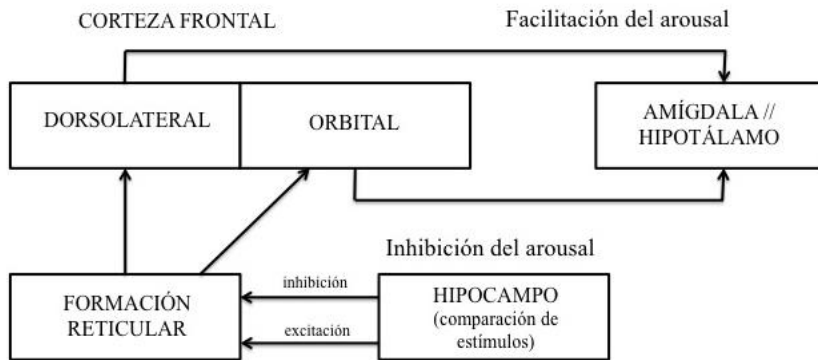 CORTEZA FRONTAL
Facilitación del arousal
DORSOLATERAL
ORBITAL
AMÍGDALA //
HIPOTÁLAMO
Inhibición del arousal
FORMACIÓN
RETICULAR
inhibición
excitación
HIPOCAMPO
(comparación de
estímulos)